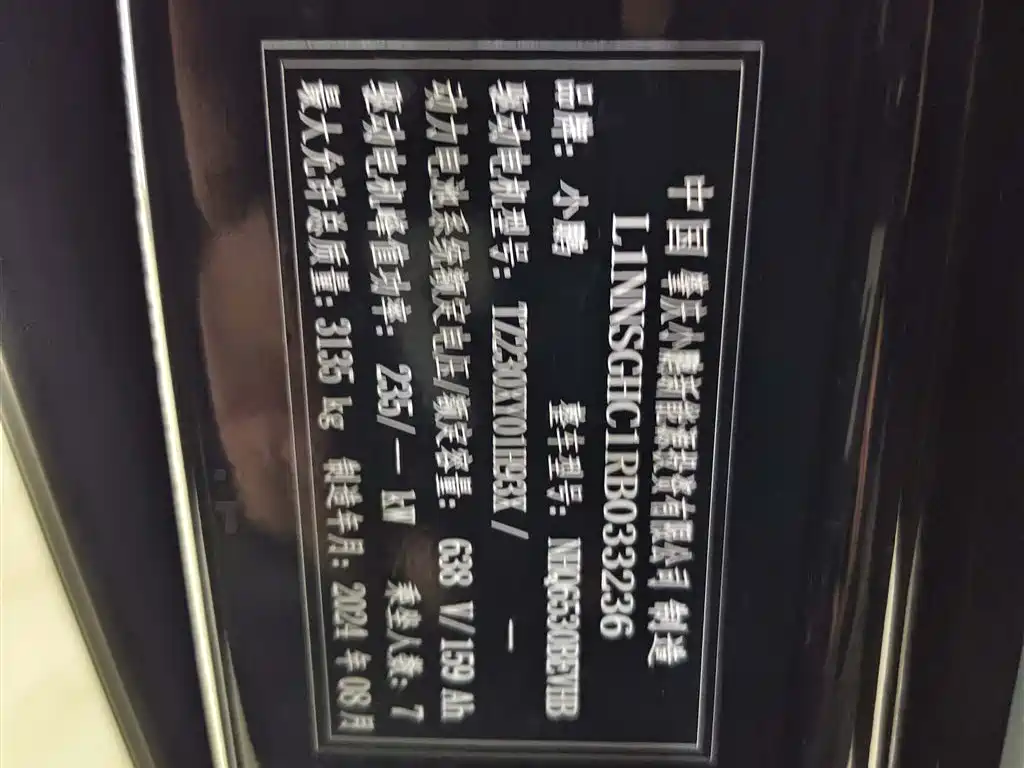 中国 肇庆小鹏新能源投资有限公司 制造
L1NNSGHC1RB033236
品牌: 小鹏 整车型号: NHQ6530BEVHB
驱动电机型号: TZ230XY01H93X / —
动力电池系统额定电压/额定容量: 638 V/159 Ah
驱动电机峰值功率: 235/— kW 乘坐人数: 7
最大允许总质量: 3135 kg 制造年月: 2024 年 08 月